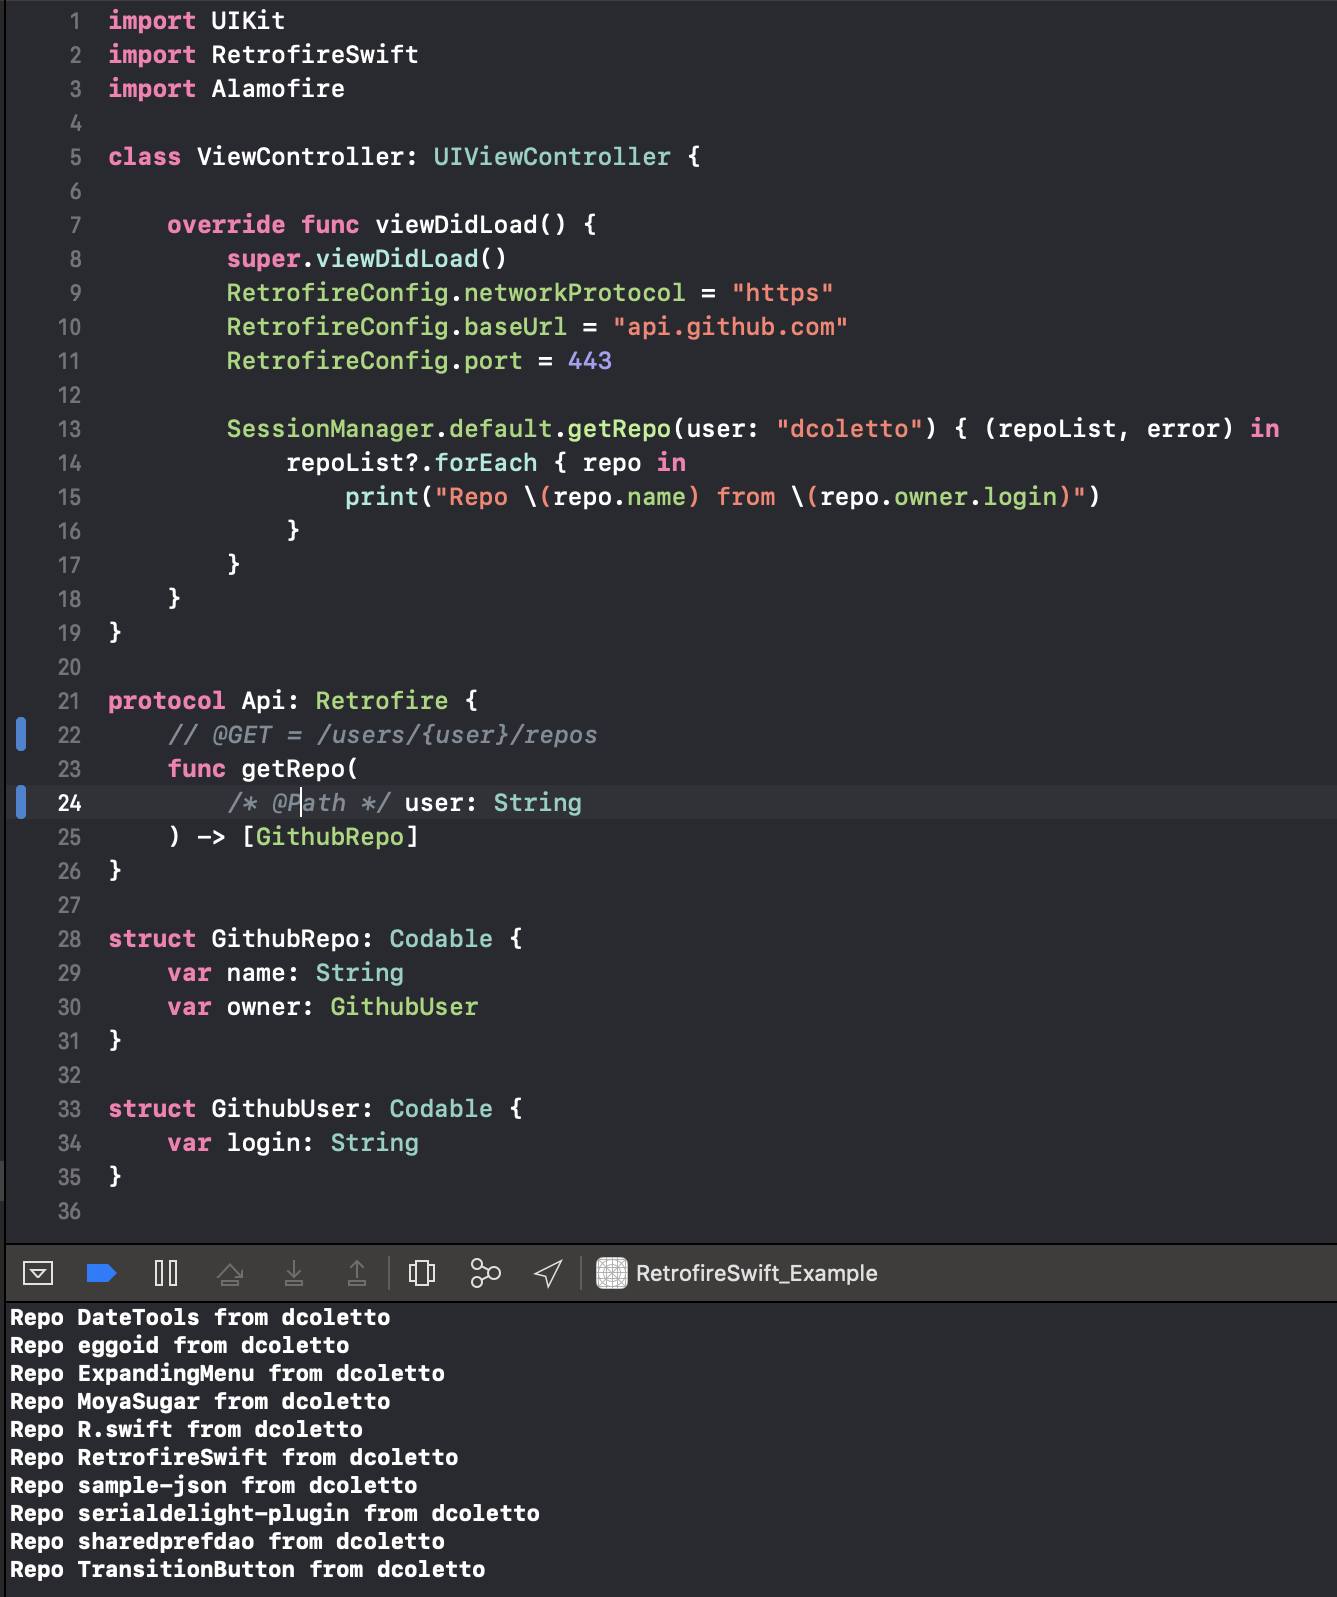 1 import UIKit
2 import RetrofireSwift
3 import Alamofire
4
5 class ViewController: UIViewController {
6
7     override func viewDidLoad() {
8         super.viewDidLoad()
9         RetrofireConfig.networkProtocol = "https"
10         RetrofireConfig.baseUrl = "api.github.com"
11         RetrofireConfig.port = 443
12
13         SessionManager.default.getRepo(user: "dcoletto") { (repoList, error) in
14             repoList?.forEach { repo in
15                 print("Repo \(repo.name) from \(repo.owner.login)")
16             }
17         }
18     }
19 }
20
21 protocol Api: Retrofire {
22     // @GET = /users/{user}/repos
23     func getRepo(
24         /* @Path */ user: String
25     ) -> [GithubRepo]
26 }
27
28 struct GithubRepo: Codable {
29     var name: String
30     var owner: GithubUser
31 }
32
33 struct GithubUser: Codable {
34     var login: String
35 }
36
RetrofireSwift_Example
Repo DateTools from dcoletto
Repo eggoid from dcoletto
Repo ExpandingMenu from dcoletto
Repo MoyaSugar from dcoletto
Repo R.swift from dcoletto
Repo RetrofireSwift from dcoletto
Repo sample-json from dcoletto
Repo serialdelight-plugin from dcoletto
Repo sharedprefdao from dcoletto
Repo TransitionButton from dcoletto